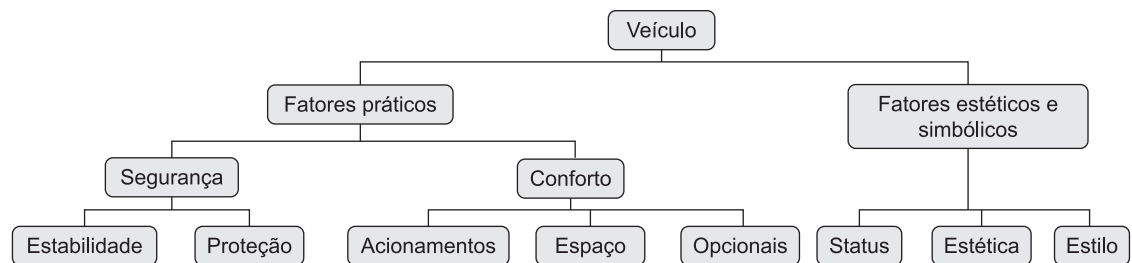 Veículo
Fatores práticos
Fatores estéticos e
simbólicos
Segurança
Conforto
Estabilidade
Proteção
Acionamentos
Espaço
Opcionais
Status
Estética
Estilo